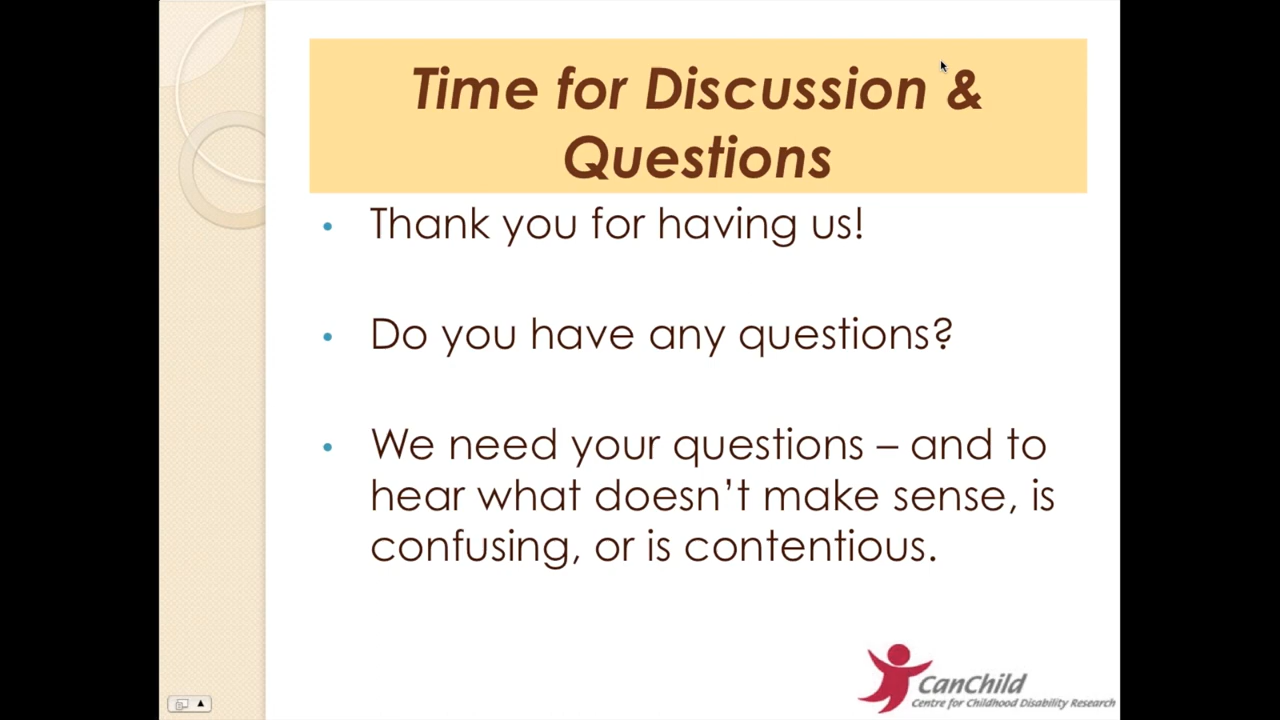 Time for Discussion &
Questions
• Thank you for having us!
• Do you have any questions?
• We need your questions – and to
hear what doesn’t make sense, is
confusing, or is contentious.
CanChild
Centre for Childhood Disability Research